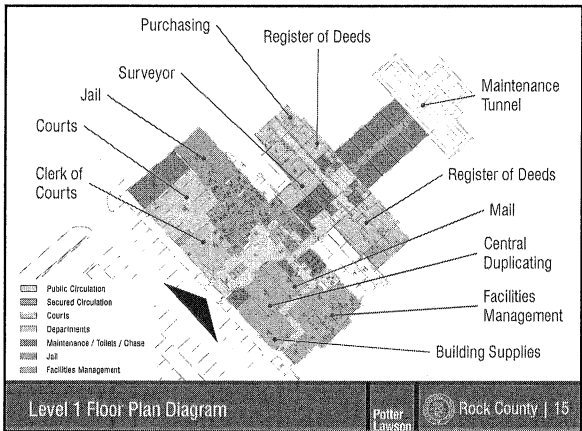 Purchasing
Register of Deeds
Surveyor
Jail
Maintenance
Tunnel
Courts
Clerk of
Courts
Register of Deeds
Mail
Central
Duplicating
Facilities
Management
Building Supplies
Public Circulation
Secured Circulation
Courts
Departments
Maintenance / Toilets / Chase
Jail
Facilities Management
Level 1 Floor Plan Diagram
Potter
Lawson
Rock County | 15